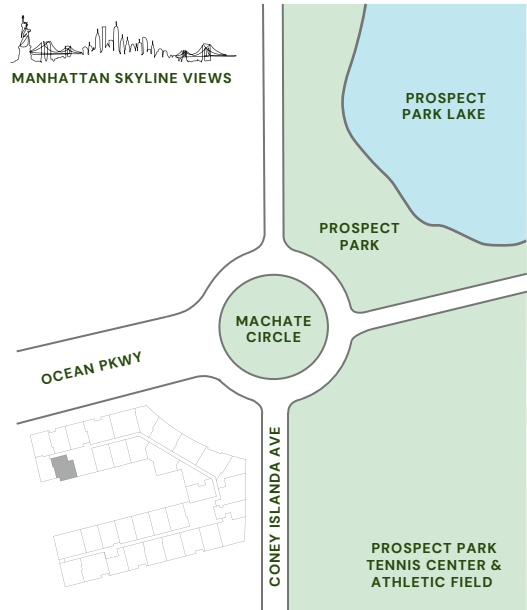 MANHATTAN SKYLINE VIEWS
PROSPECT
PARK LAKE
PROSPECT
PARK
MACHATE
CIRCLE
OCEAN PKWY
CONEY ISLANDA AVE
PROSPECT PARK
TENNIS CENTER &
ATHLETIC FIELD